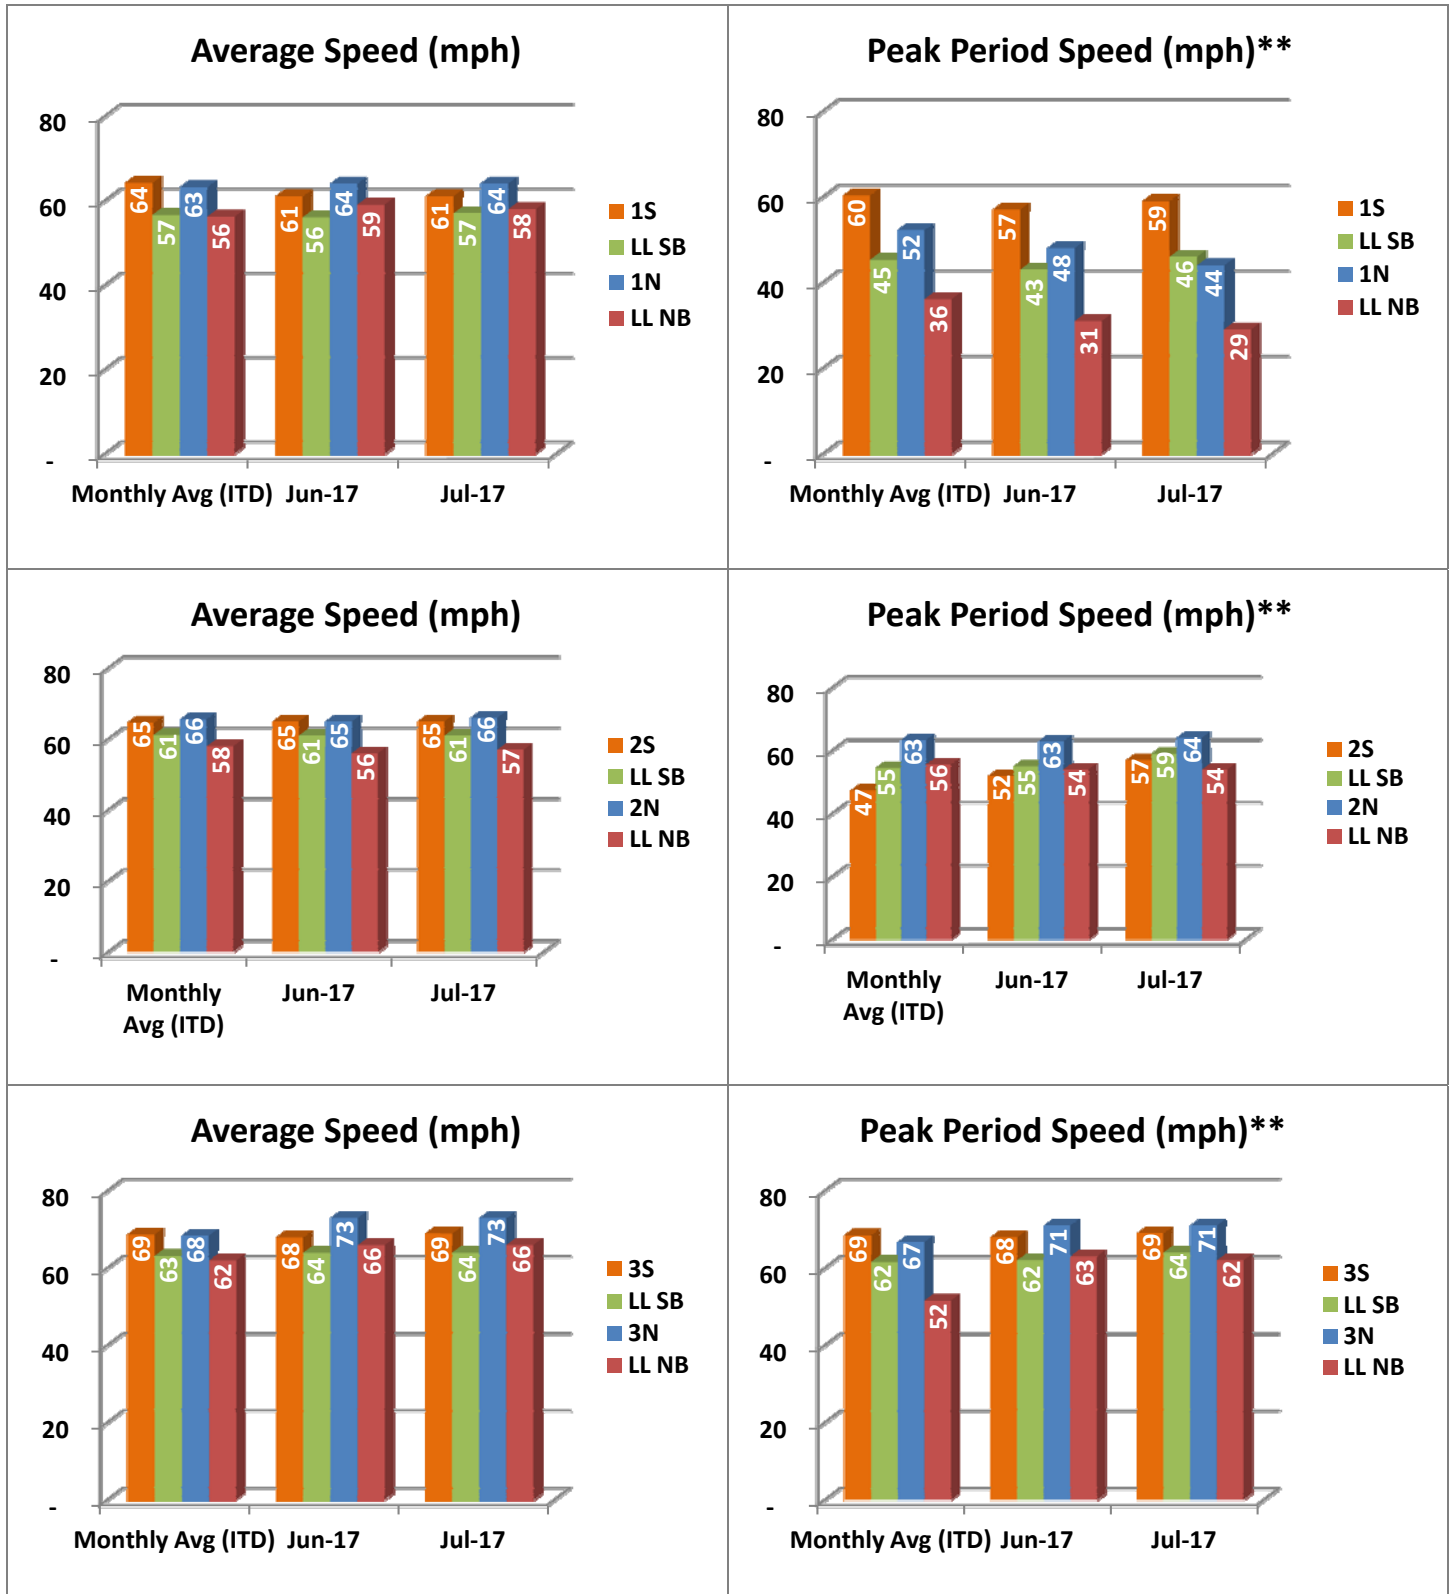 Average Speed (mph)
80
60
40
20
-
64 57 63 56 61 56 64 59 61 57 64 58
Monthly Avg (ITD) Jun-17 Jul-17
1S
LL SB
1N
LL NB
Peak Period Speed (mph)**
80
60
40
20
-
60 45 52 36 57 43 48 31 59 46 44 29
Monthly Avg (ITD) Jun-17 Jul-17
1S
LL SB
1N
LL NB
Average Speed (mph)
80
60
40
20
-
65 61 66 58 65 61 65 56 65 61 66 57
Monthly Jun-17 Jul-17
Avg (ITD)
2S
LL SB
2N
LL NB
Peak Period Speed (mph)**
80
60
40
20
-
47 55 63 56 52 55 63 54 57 59 64 54
Monthly Jun-17 Jul-17
Avg (ITD)
2S
LL SB
2N
LL NB
Average Speed (mph)
80
60
40
20
-
69 63 68 62 68 64 73 66 69 64 73 66
Monthly Avg (ITD) Jun-17 Jul-17
3S
LL SB
3N
LL NB
Peak Period Speed (mph)**
80
60
40
20
-
69 62 67 52 68 62 71 63 69 64 71 62
Monthly Avg (ITD) Jun-17 Jul-17
3S
LL SB
3N
LL NB